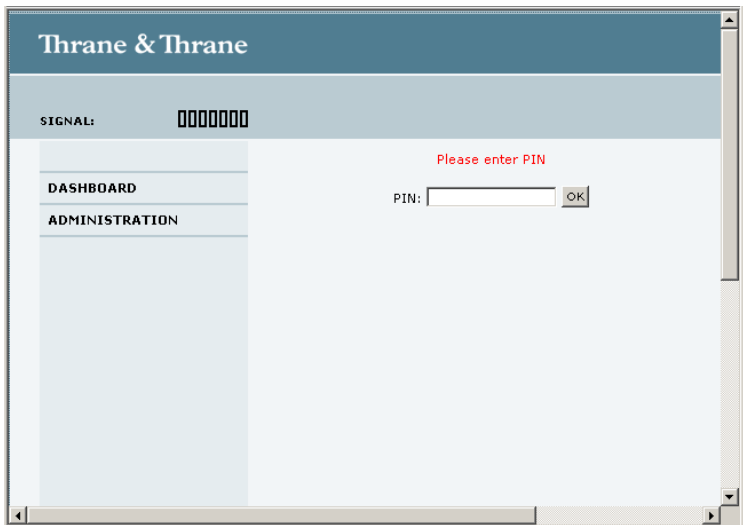 Thrane & Thrane
SIGNAL:
Please enter PIN
DASHBOARD
PIN: OK
ADMINISTRATION